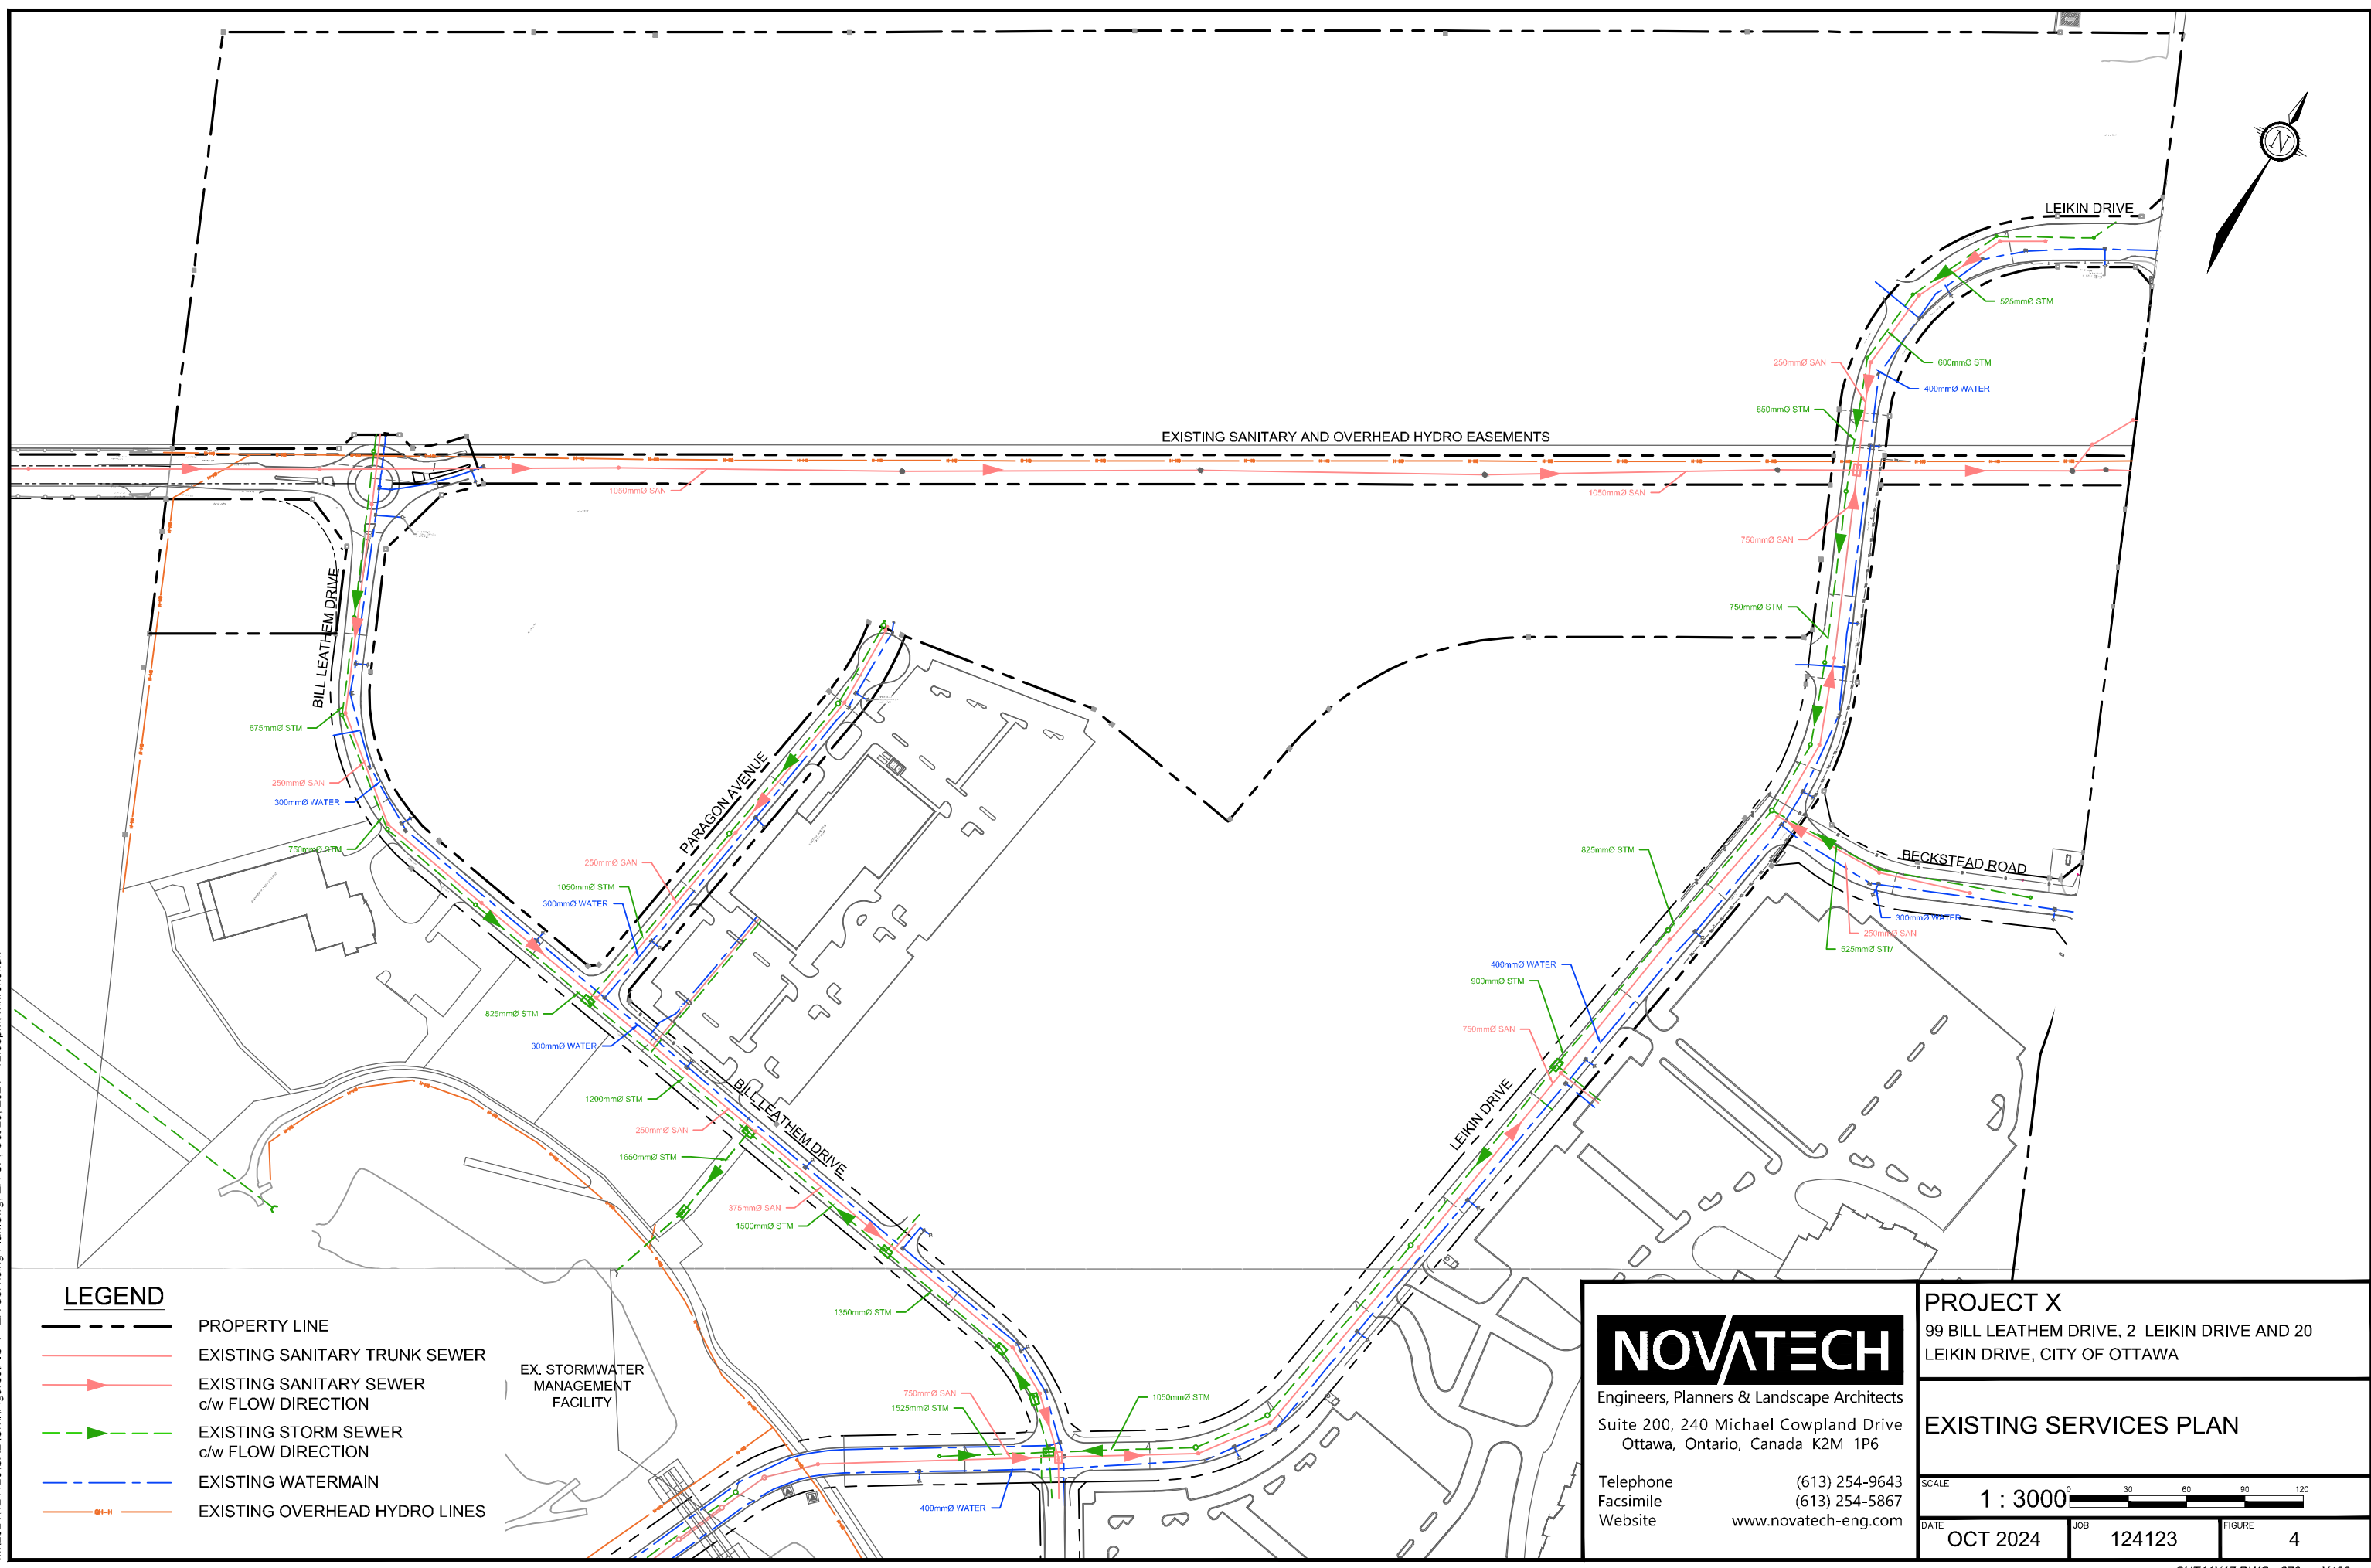 LEIKIN DRIVE
525mmØ STM
250mmØ SAN
600mmØ STM
400mmØ WATER
650mmØ STM
EXISTING SANITARY AND OVERHEAD HYDRO EASEMENTS
1050mmØ SAN
1050mmØ SAN
750mmØ SAN
750mmØ STM
BILL LEATHEM DRIVE
675mmØ STM
250mmØ SAN
300mmØ WATER
750mmØ STM
PARAGON AVENUE
250mmØ SAN
1050mmØ STM
300mmØ WATER
825mmØ STM
300mmØ WATER
1200mmØ STM
250mmØ SAN
BILL LEATHEM DRIVE
1650mmØ STM
375mmØ SAN
1500mmØ STM
1350mmØ STM
825mmØ STM
BECKSTEAD ROAD
300mmØ WATER
250mmØ SAN
525mmØ STM
400mmØ WATER
900mmØ STM
750mmØ SAN
LEIKIN DRIVE
750mmØ SAN
1525mmØ STM
1050mmØ STM
400mmØ WATER
EX. STORMWATER
MANAGEMENT
FACILITY
LEGEND
PROPERTY LINE
EXISTING SANITARY TRUNK SEWER
EXISTING SANITARY SEWER
c/w FLOW DIRECTION
EXISTING STORM SEWER
c/w FLOW DIRECTION
EXISTING WATERMAIN
OH-H
EXISTING OVERHEAD HYDRO LINES
N
NOVATECH
Engineers, Planners & Landscape Architects
Suite 200, 240 Michael Cowpland Drive
Ottawa, Ontario, Canada K2M 1P6
Telephone (613) 254-9643
Facsimile (613) 254-5867
Website www.novatech-eng.com
PROJECT X
99 BILL LEATHEM DRIVE, 2 LEIKIN DRIVE AND 20
LEIKIN DRIVE, CITY OF OTTAWA
EXISTING SERVICES PLAN
SCALE
1 : 3000
0 30 60 90 120
DATE
OCT 2024
JOB
124123
FIGURE
4